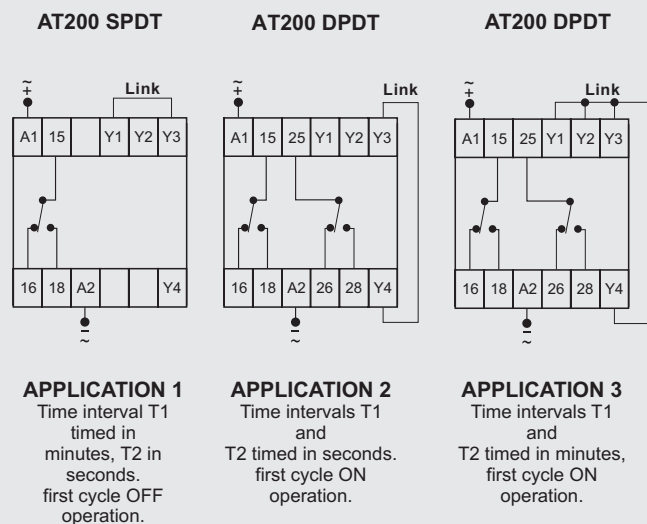 AT200 SPDT
AT200 DPDT
AT200 DPDT
~
+
Link
A1 15 Y1 Y2 Y3
16 18 A2 Y4
–
~
~
+
Link
A1 15 25 Y1 Y2 Y3
16 18 A2 26 28 Y4
–
~
~
+
Link
A1 15 25 Y1 Y2 Y3
16 18 A2 26 28 Y4
–
~
APPLICATION 1
Time interval T1
timed in
minutes, T2 in
seconds.
first cycle OFF
operation.
APPLICATION 2
Time intervals T1
and
T2 timed in seconds.
first cycle ON
operation.
APPLICATION 3
Time intervals T1
and
T2 timed in minutes,
first cycle ON
operation.